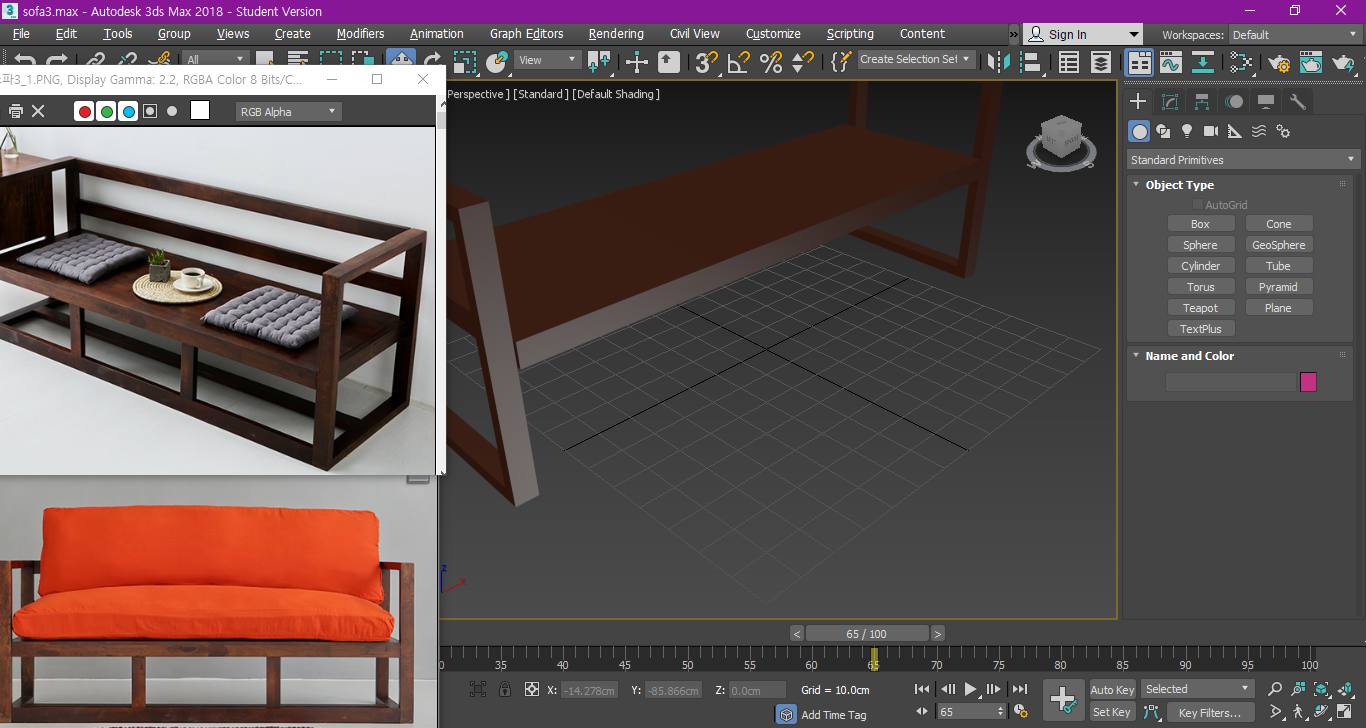 sofa3.max - Autodesk 3ds Max 2018 - Student Version
File Edit Tools Group Views Create Modifiers Animation Graph Editors Rendering Civil View Customize Scripting Content » Sign In Workspaces: Default
All View Create Selection Set
파3_1.PNG, Display Gamma: 2.2, RGBA Color 8 Bits/C...
RGB Alpha
Perspective ] [Standard ] [Default Shading ]
Standard Primitives
Object Type
AutoGrid
Box Cone
Sphere GeoSphere
Cylinder Tube
Torus Pyramid
Teapot Plane
TextPlus
Name and Color
z
x
< 65 / 100 >
30 35 40 45 50 55 60 65 70 75 80 85 90 95 100
X: -14.278cm Y: -85.866cm Z: 0.0cm Grid = 10.0cm Auto Key Selected
Add Time Tag 65 Set Key Key Filters...